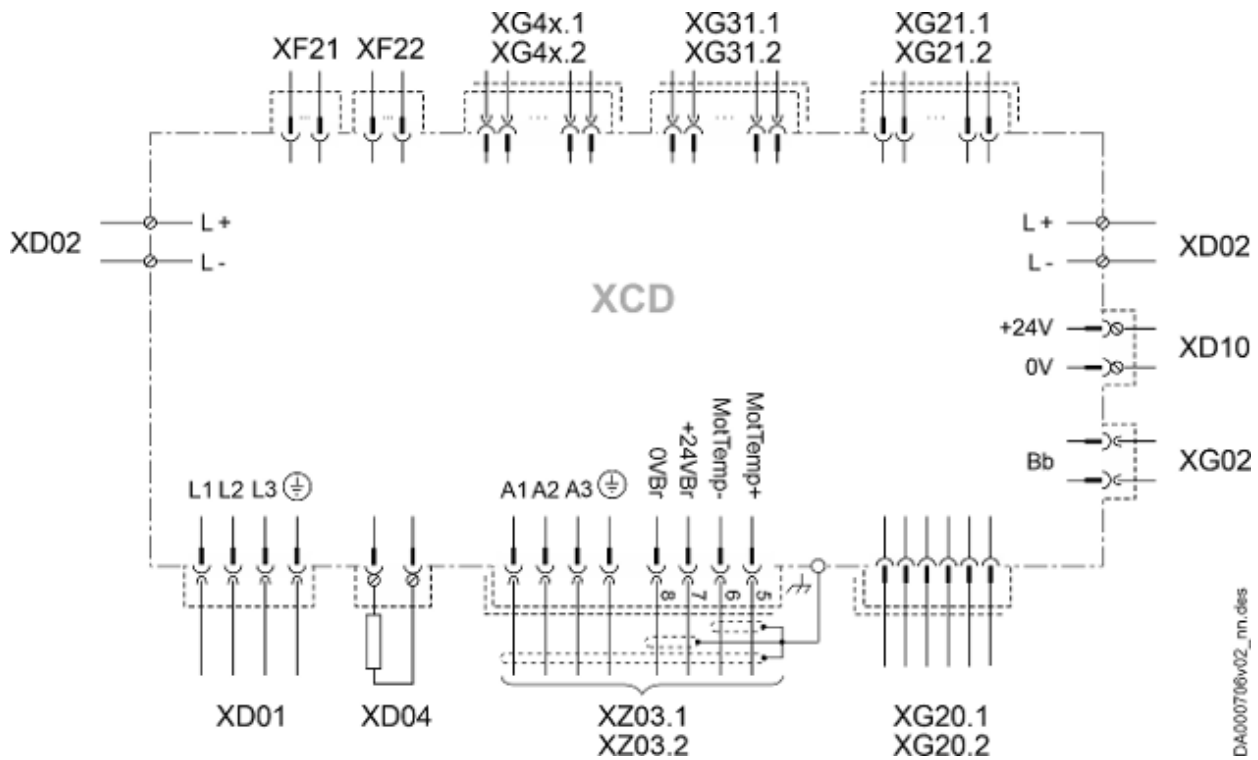 XF21 XF22 XG4x.1 XG31.1 XG21.1
XG4x.2 XG31.2 XG21.2
... ... ... ... ...
L+ L+
XD02 XD02
L- L-
XCD
+24V
XD10
0V
Bb XG02
L1 L2 L3 A1 A2 A3 0VBr +24VBr MotTemp- MotTemp+
8 7 6 5
XD01 XD04 XZ03.1 XG20.1
XZ03.2 XG20.2
DA000706v02_nn.des